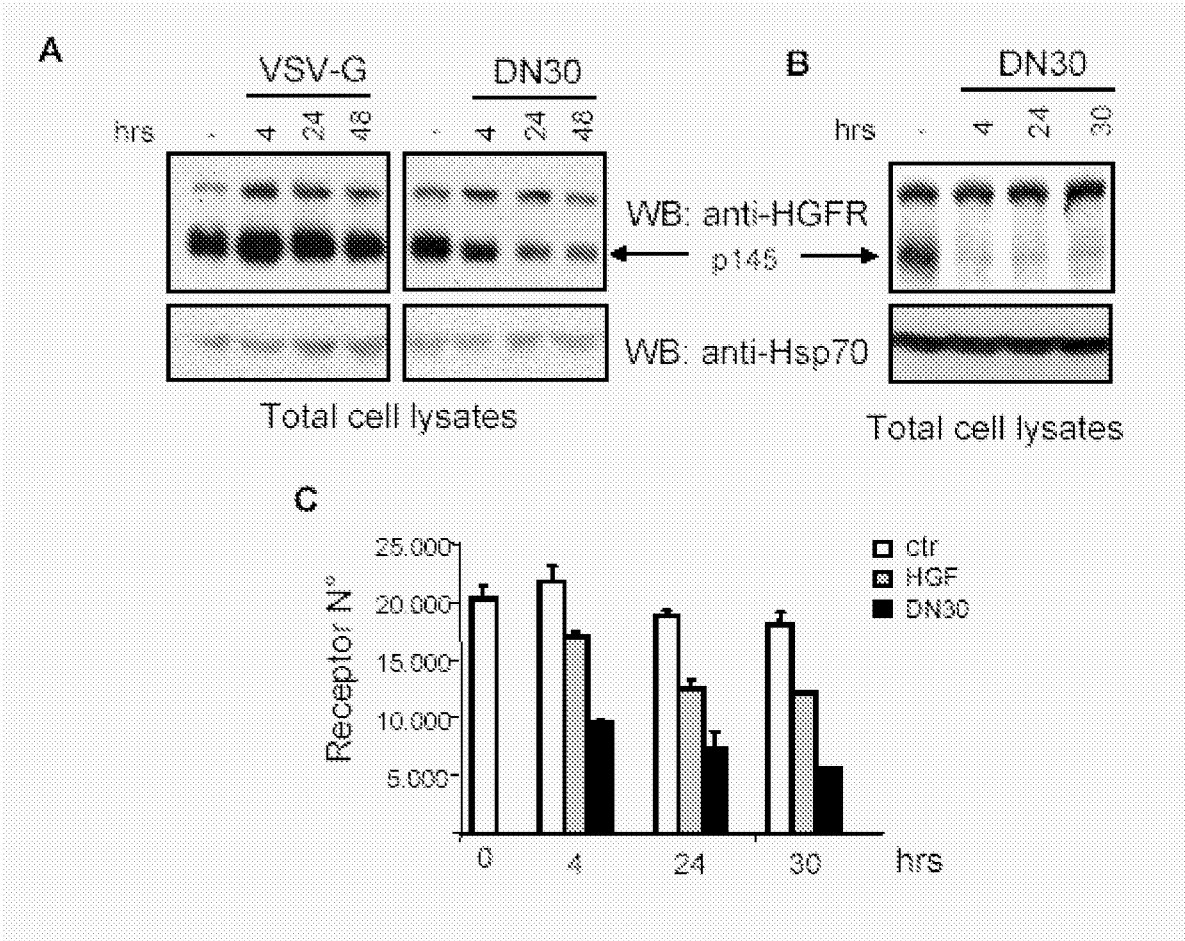 A
VSV-G
DN30
hrs - 4 24 48 - 4 24 48
B
DN30
hrs - 4 24 30
WB: anti-HGFR
p145
WB: anti-Hsp70
Total cell lysates
Total cell lysates
C
Receptor N°
25.000
20.000
15.000
10.000
5.000
0 4 24 30 hrs
ctr
HGF
DN30